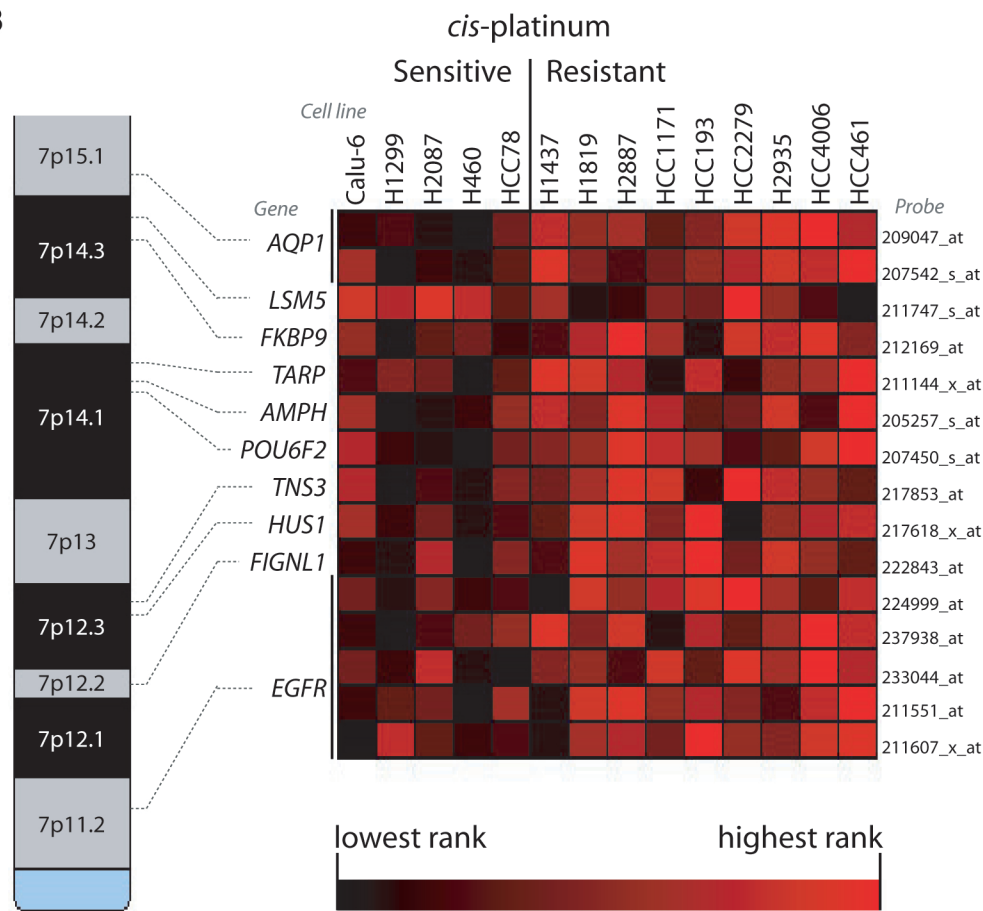 cis-platinum
Sensitive Resistant
Cell line
Calu-6
H1299
H2087
H460
HCC78
H1437
H1819
H2887
HCC1171
HCC193
HCC2279
H2935
HCC4006
HCC461
Gene
Probe
7p15.1
7p14.3
7p14.2
7p14.1
7p13
7p12.3
7p12.2
7p12.1
7p11.2
AQP1
LSM5
FKBP9
TARP
AMPH
POU6F2
TNS3
HUS1
FIGNL1
EGFR
209047_at
207542_s_at
211747_s_at
212169_at
211144_x_at
205257_s_at
207450_s_at
217853_at
217618_x_at
222843_at
224999_at
237938_at
233044_at
211551_at
211607_x_at
lowest rank highest rank